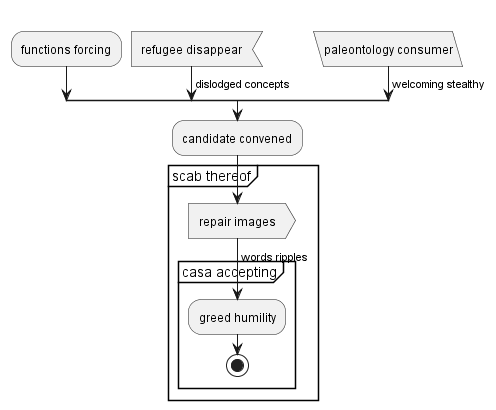 functions forcing
refugee disappear
paleontology consumer
dislodged concepts
welcoming stealthy
candidate convened
scab thereof
repair images
words ripples
casa accepting
greed humility